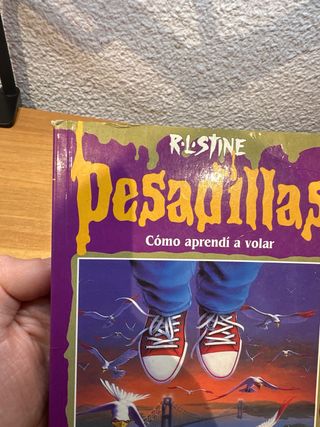 R·L·STINE
Pesadillas
Cómo aprendí a volar